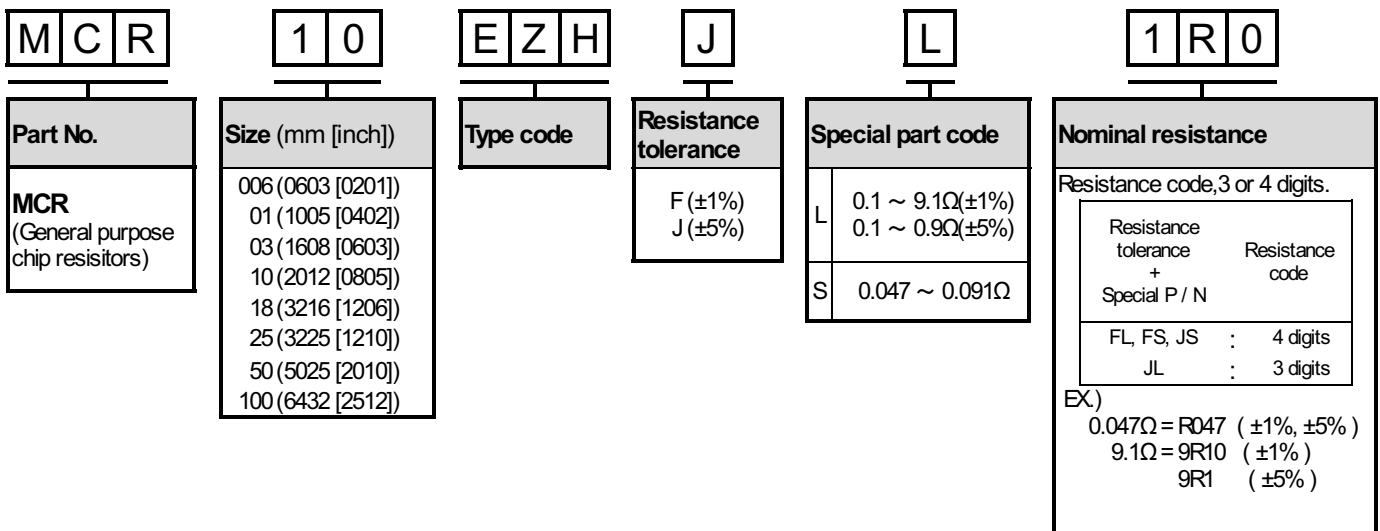 MCR 10 EZH J L 1R0
Part No.
MCR
(General purpose
chip resisitors)
Size (mm [inch])
006 (0603 [0201])
01 (1005 [0402])
03 (1608 [0603])
10 (2012 [0805])
18 (3216 [1206])
25 (3225 [1210])
50 (5025 [2010])
100 (6432 [2512])
Type code
Resistance
tolerance
F (±1%)
J (±5%)
Special part code
L
0.1 ~ 9.1Ω(±1%)
0.1 ~ 0.9Ω(±5%)
S 0.047 ~ 0.091Ω
Nominal resistance
Resistance code,3 or 4 digits.
Resistance
tolerance
+
Special P / N
Resistance
code
FL, FS, JS : 4 digits
JL : 3 digits
EX.)
0.047Ω = R047 ( ±1%, ±5% )
9.1Ω = 9R10 ( ±1% )
9R1 ( ±5% )